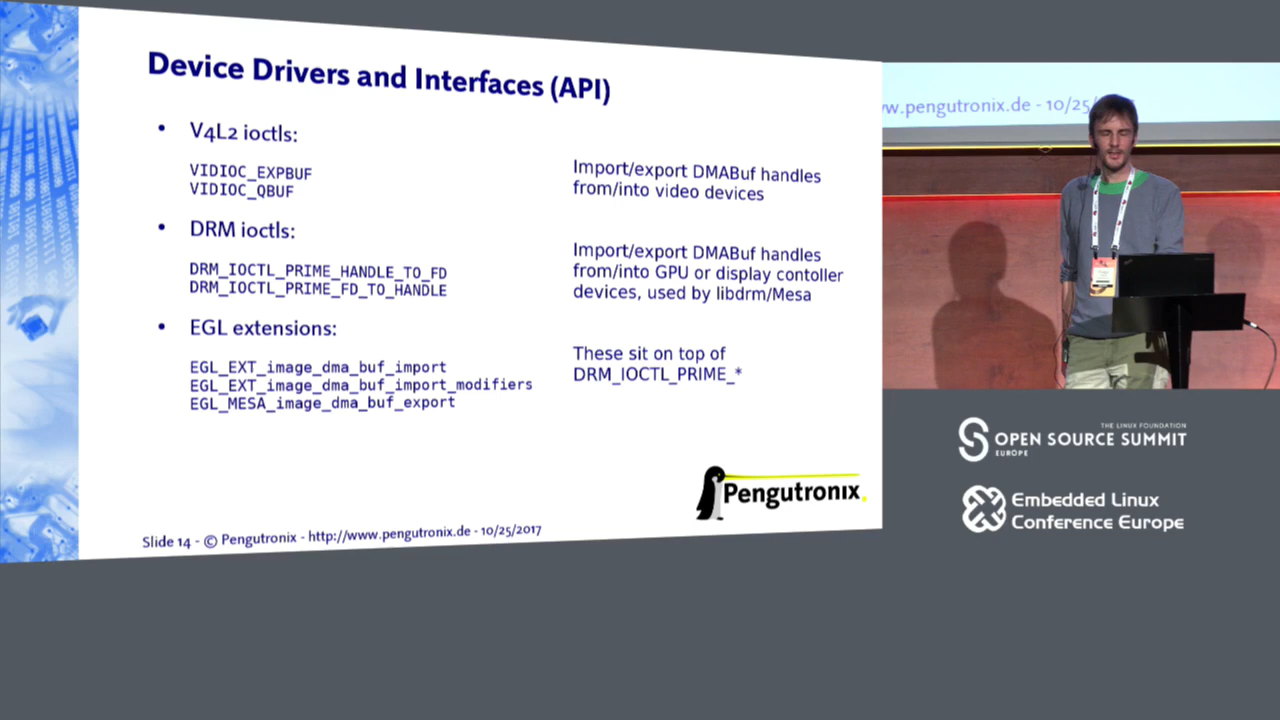 Device Drivers and Interfaces (API)
• V4L2 ioctls:
VIDIOC_EXPBUF
VIDIOC_QBUF
Import/export DMABuf handles
from/into video devices
• DRM ioctls:
DRM_IOCTL_PRIME_HANDLE_TO_FD
DRM_IOCTL_PRIME_FD_TO_HANDLE
Import/export DMABuf handles
from/into GPU or display contoller
devices, used by libdrm/Mesa
• EGL extensions:
EGL_EXT_image_dma_buf_import
EGL_EXT_image_dma_buf_import_modifiers
EGL_MESA_image_dma_buf_export
These sit on top of
DRM_IOCTL_PRIME_*
Pengutronix
Slide 14 - © Pengutronix - http://www.pengutronix.de - 10/25/2017
w.pengutronix.de - 10/25/
THE LINUX FOUNDATION
OPEN SOURCE SUMMIT
EUROPE
Embedded Linux
Conference Europe